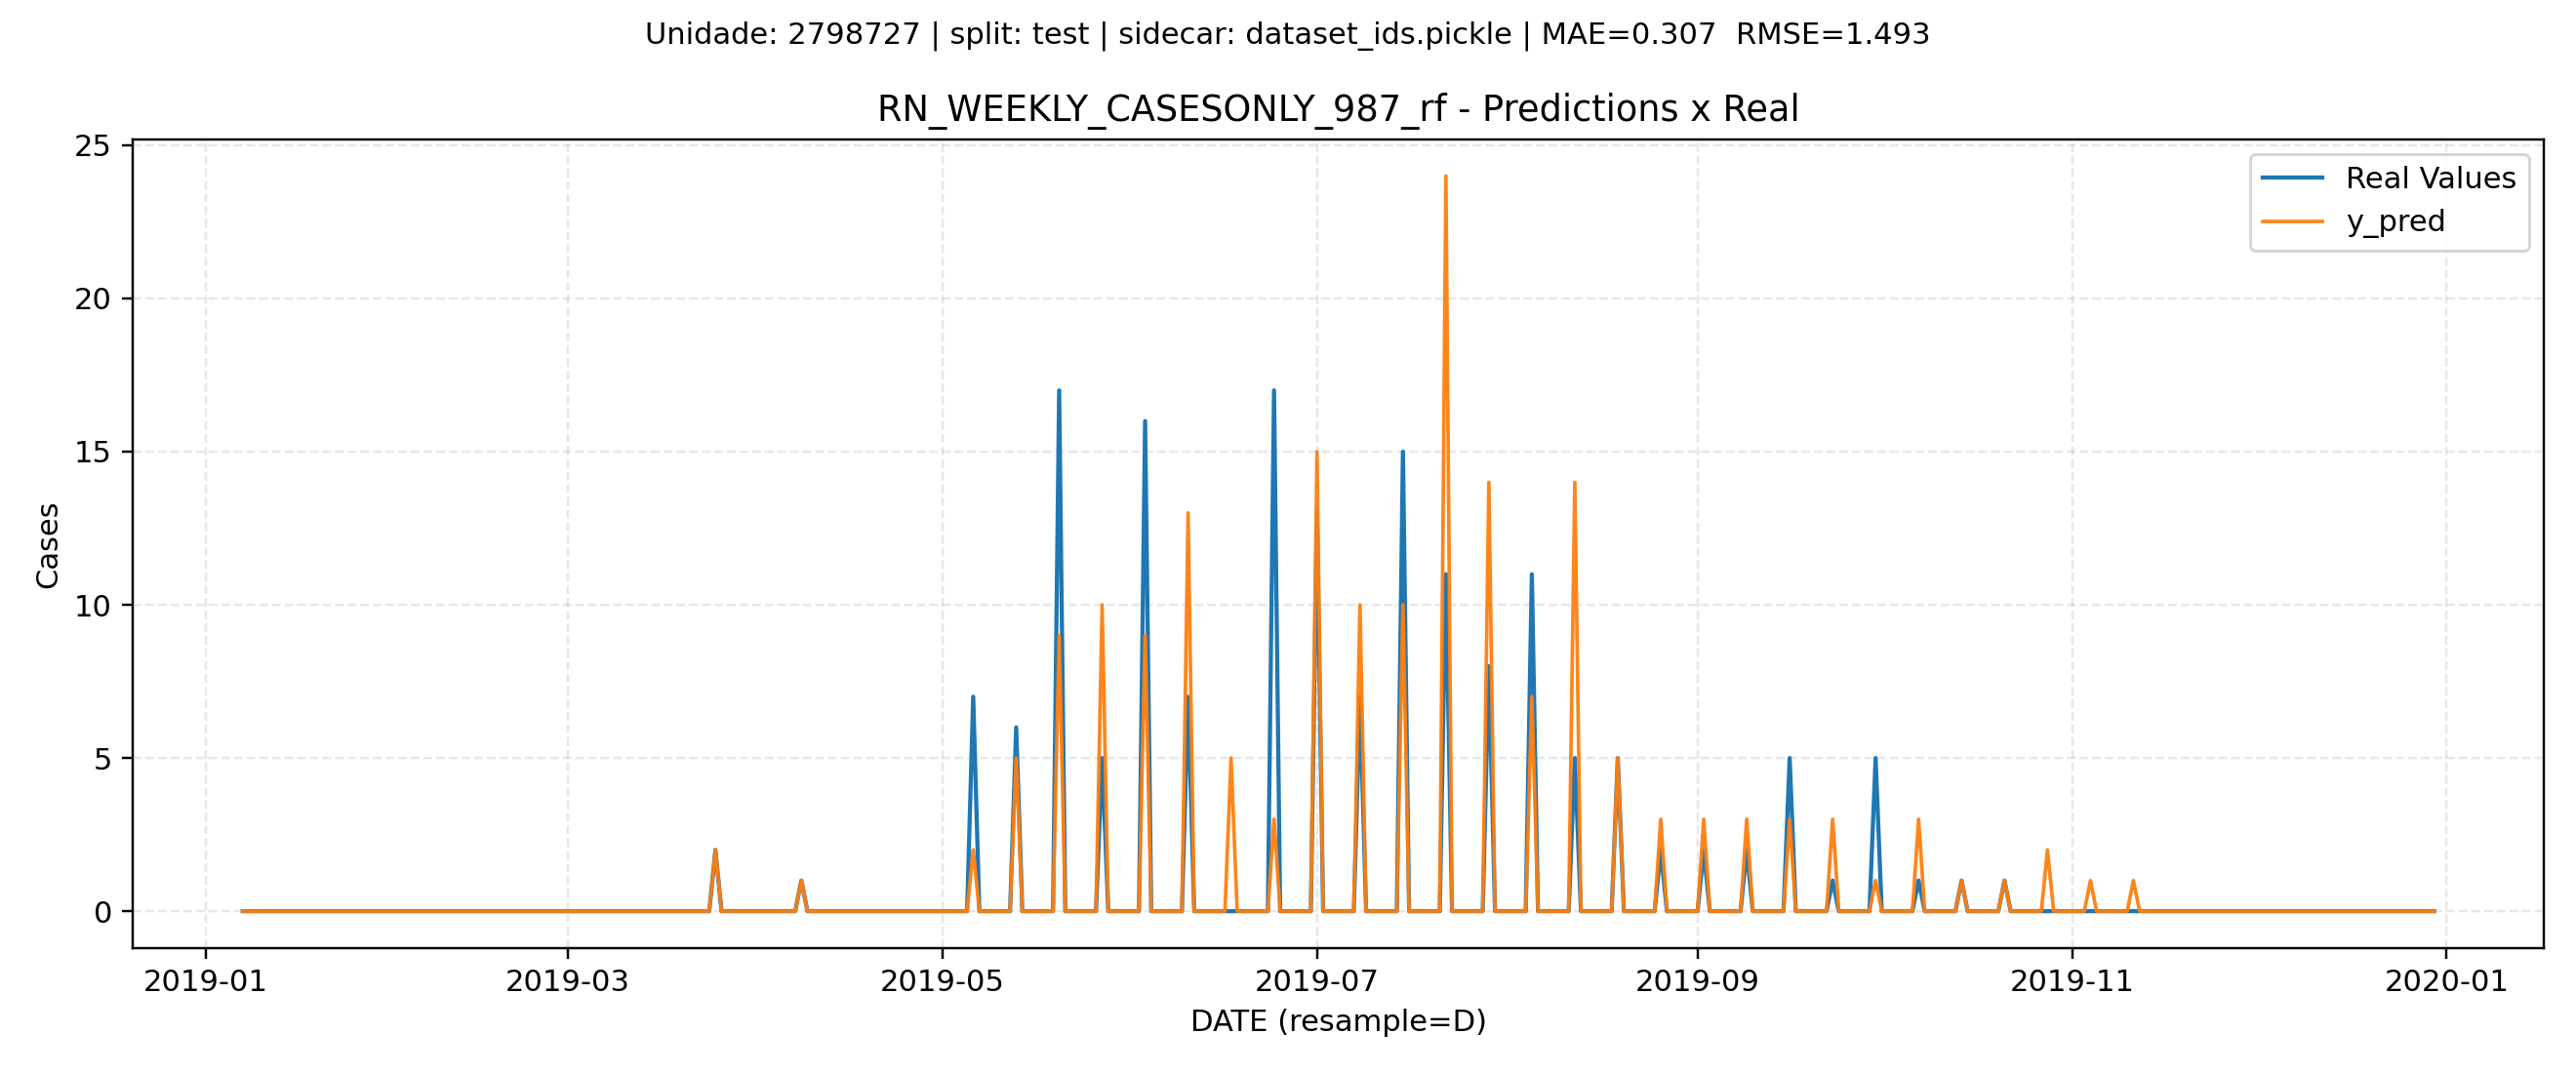 Unidade: 2798727 | split: test | sidecar: dataset_ids.pickle | MAE=0.307  RMSE=1.493
RN_WEEKLY_CASESONLY_987_rf - Predictions x Real
25
20
15
10
5
0
Cases
Real Values
y_pred
2019-01
2019-03
2019-05
2019-07
2019-09
2019-11
2020-01
DATE (resample=D)